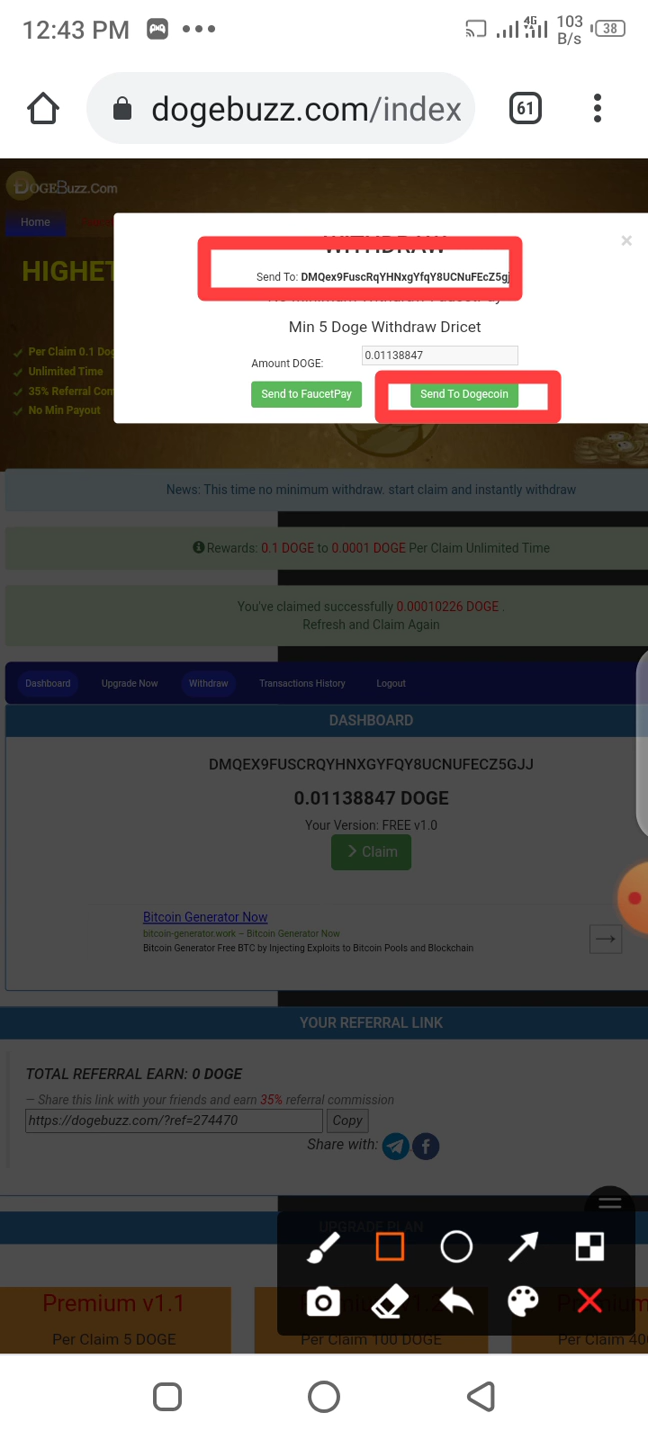 12:43 PM
4G
103
B/s
38
dogebuzz.com/index
61
DOGEBUZZ.COM
Home
WITHDRAW
HIGHET
Send To: DMQex9FuscRqYHNxgYfqY8UCNuFEcZ5gj
No minimum Withdraw FaucetPay
Min 5 Doge Withdraw Dricet
Per Claim 0.1 Dog
Amount DOGE: 0.01138847
Unlimited Time
35% Referral Com
Send to FaucetPay Send To Dogecoin
No Min Payout
News: This time no minimum withdraw. start claim and instantly withdraw
Rewards: 0.1 DOGE to 0.0001 DOGE Per Claim Unlimited Time
You've claimed successfully 0.00010226 DOGE .
Refresh and Claim Again
Dashboard Upgrade Now Withdraw Transactions History Logout
DASHBOARD
DMQEX9FUSCRQYHNXGYFQY8UCNUFECZ5GJJ
0.01138847 DOGE
Your Version: FREE v1.0
Claim
Bitcoin Generator Now
bitcoin-generator.work – Bitcoin Generator Now
Bitcoin Generator Free BTC by Injecting Exploits to Bitcoin Pools and Blockchain
YOUR REFERRAL LINK
TOTAL REFERRAL EARN: 0 DOGE
— Share this link with your friends and earn 35% referral commission
https://dogebuzz.com/?ref=274470 Copy
Share with:
UPGRADE PLAN
Premium v1.1
Per Claim 5 DOGE Per Claim 100 DOGE Per Claim 40